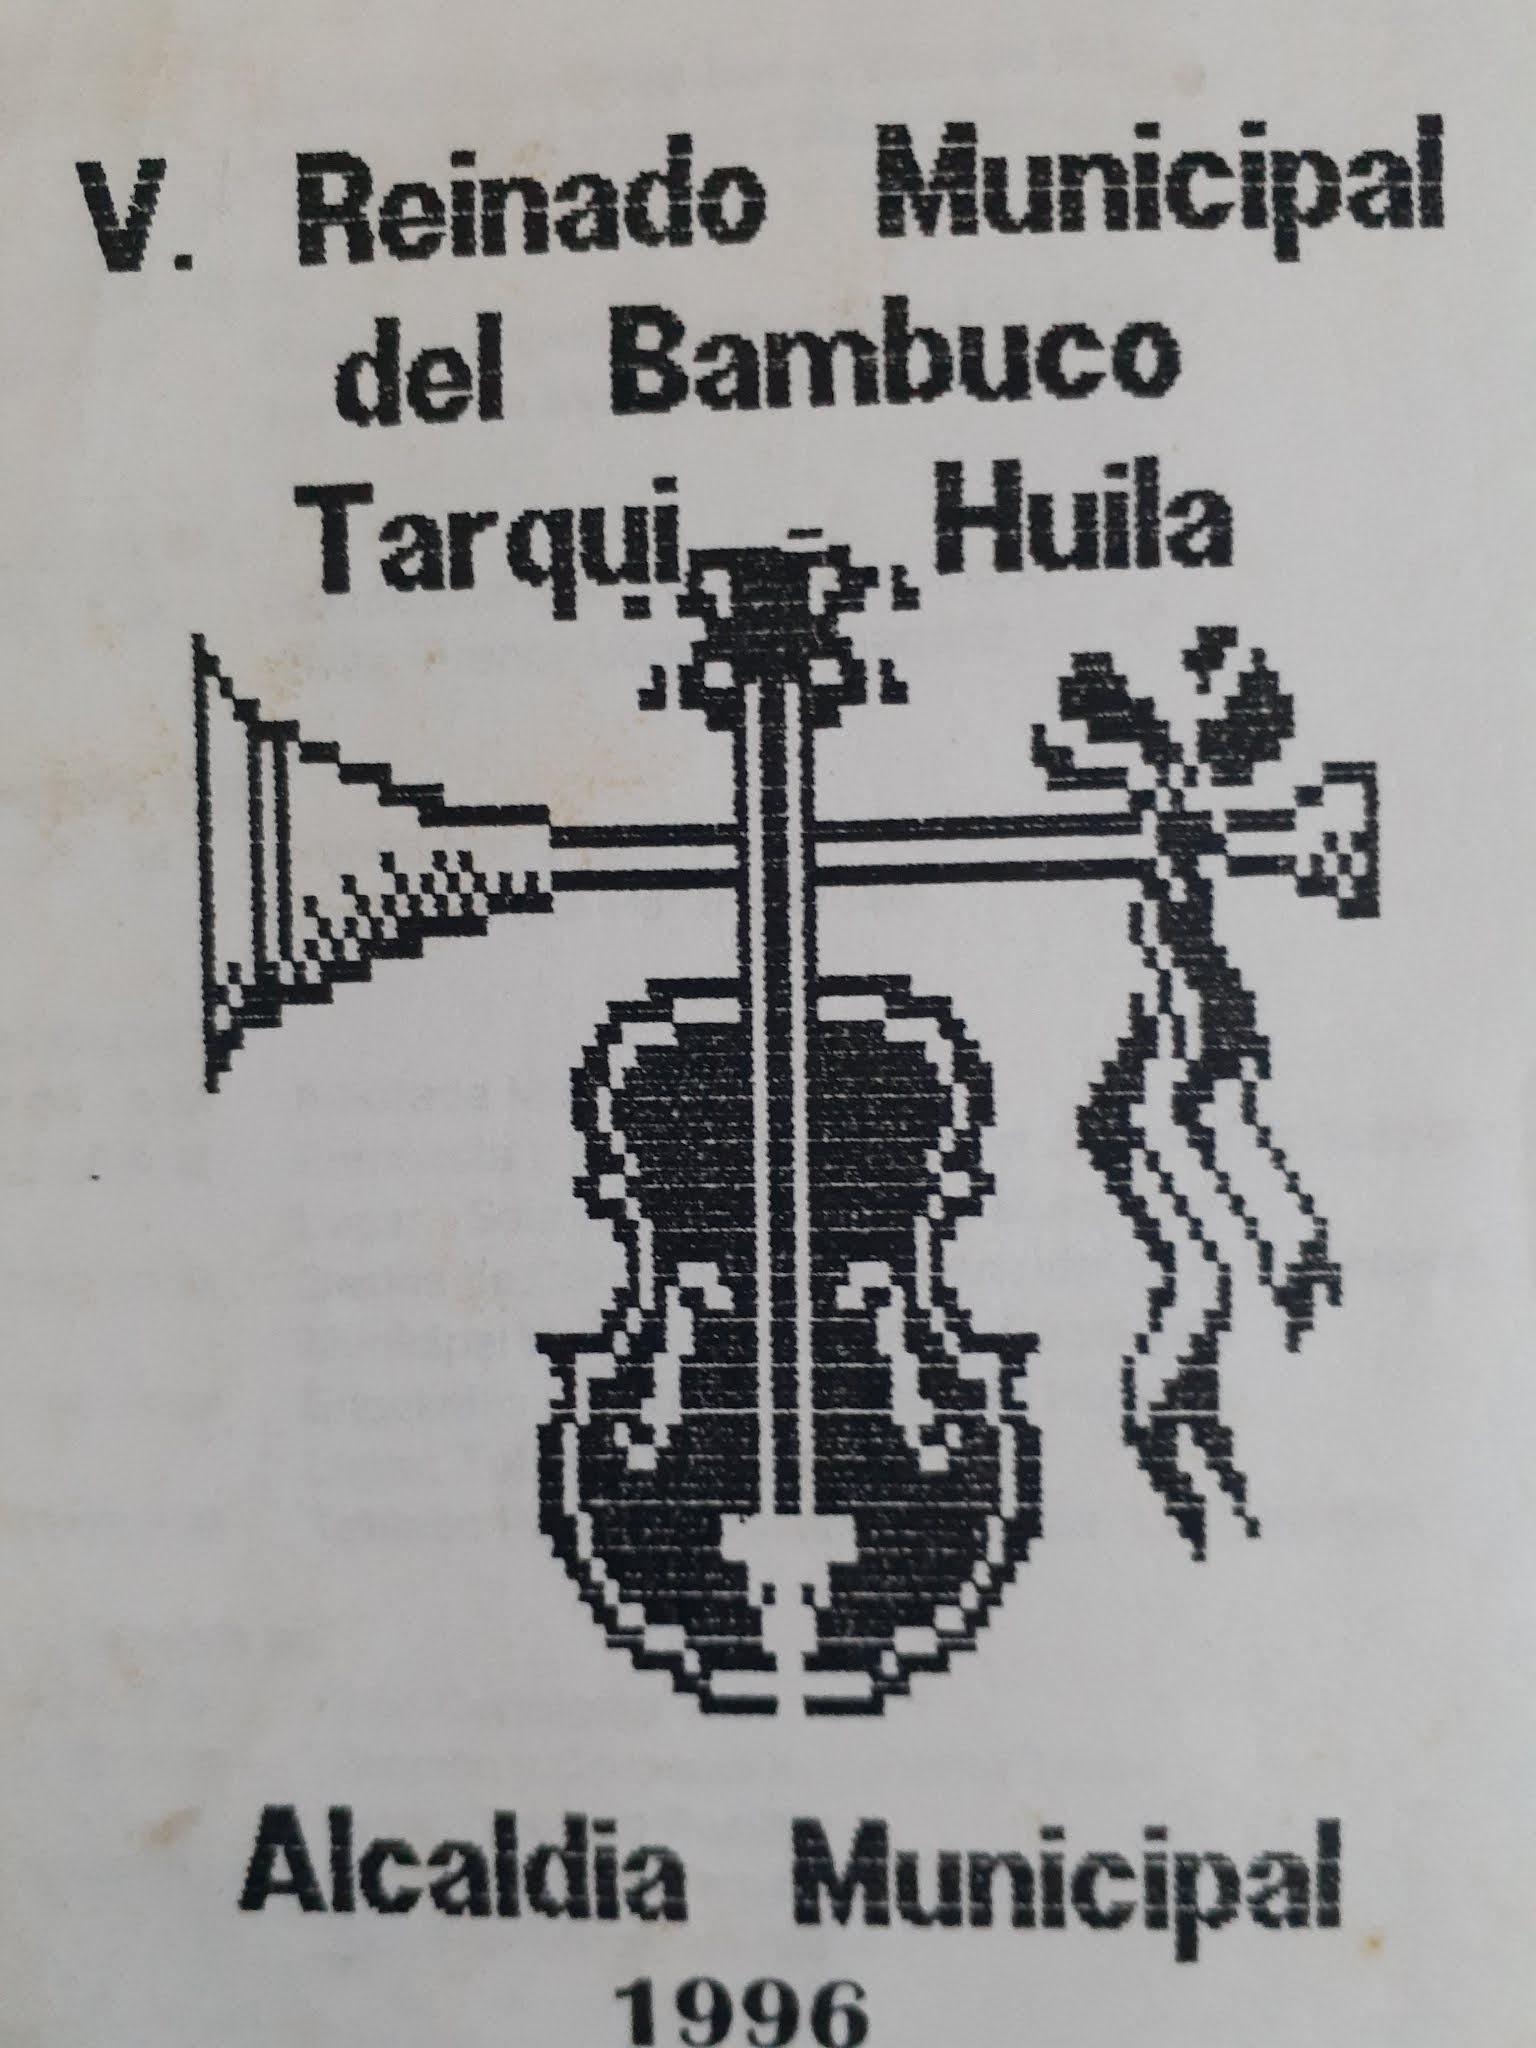 V. Reinado Municipal
del Bambuco
Tarqui Huila
Alcaldia Municipal
1996